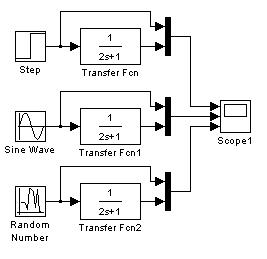 1
2s+1
Step
Transfer Fcn
1
2s+1
Scope1
Sine Wave
Transfer Fcn1
1
2s+1
Random
Number
Transfer Fcn2